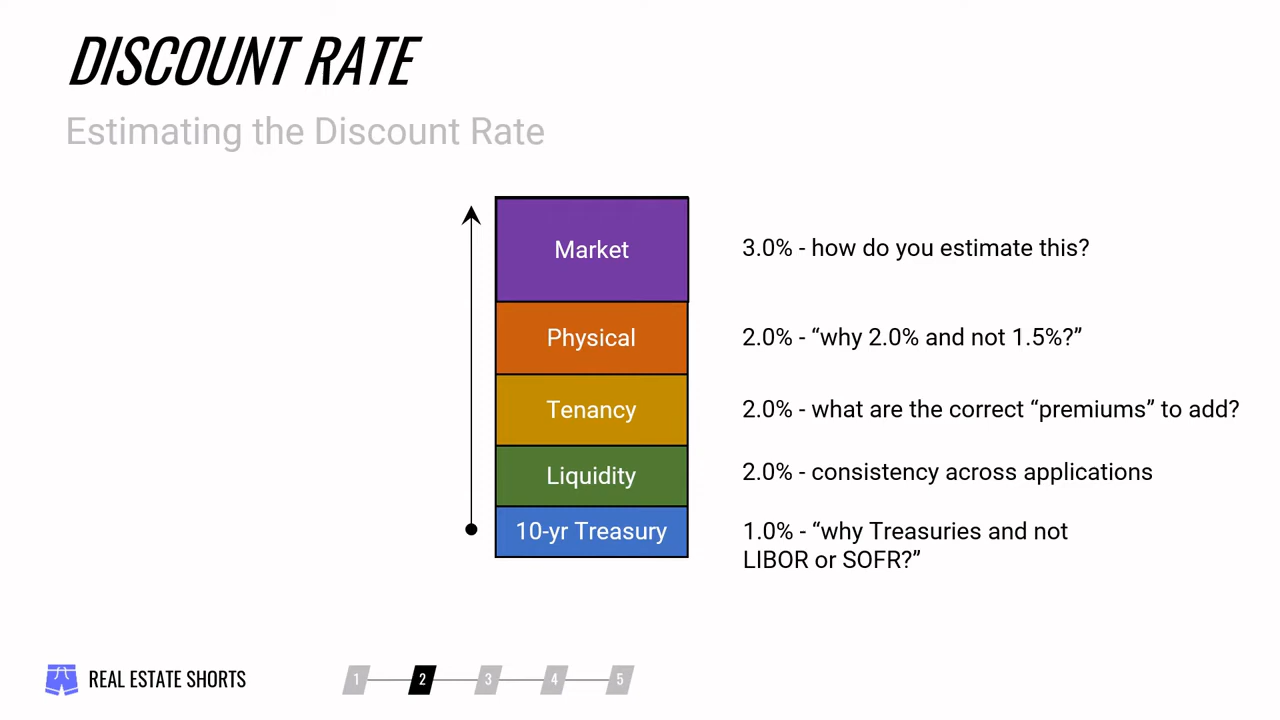 DISCOUNT RATE
Estimating the Discount Rate
Market
3.0% - how do you estimate this?
Physical
2.0% - “why 2.0% and not 1.5%?”
Tenancy
2.0% - what are the correct “premiums” to add?
Liquidity
2.0% - consistency across applications
10-yr Treasury
1.0% - “why Treasuries and not
LIBOR or SOFR?”
REAL ESTATE SHORTS
1 2 3 4 5